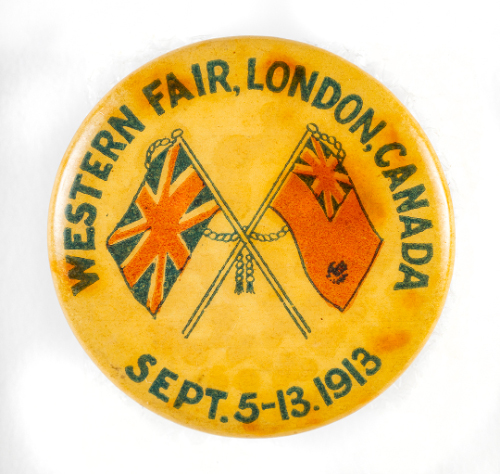 WESTERN FAIR, LONDON, CANADA
SEPT. 5-13. 1913